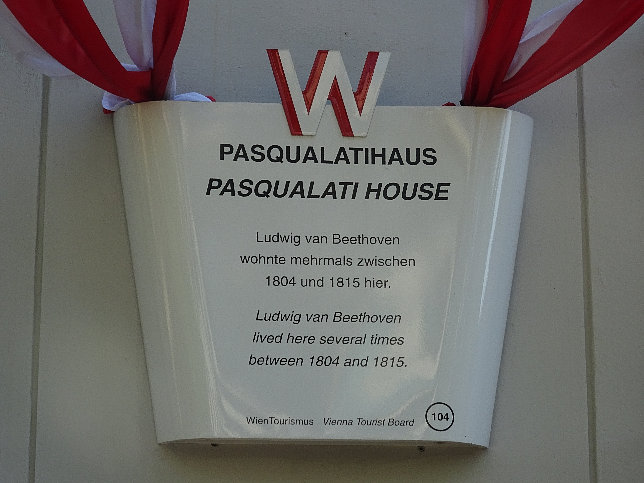 W
PASQUALATIHAUS
PASQUALATI HOUSE
Ludwig van Beethoven
wohnte mehrmals zwischen
1804 und 1815 hier.
Ludwig van Beethoven
lived here several times
between 1804 and 1815.
WienTourismus Vienna Tourist Board 104